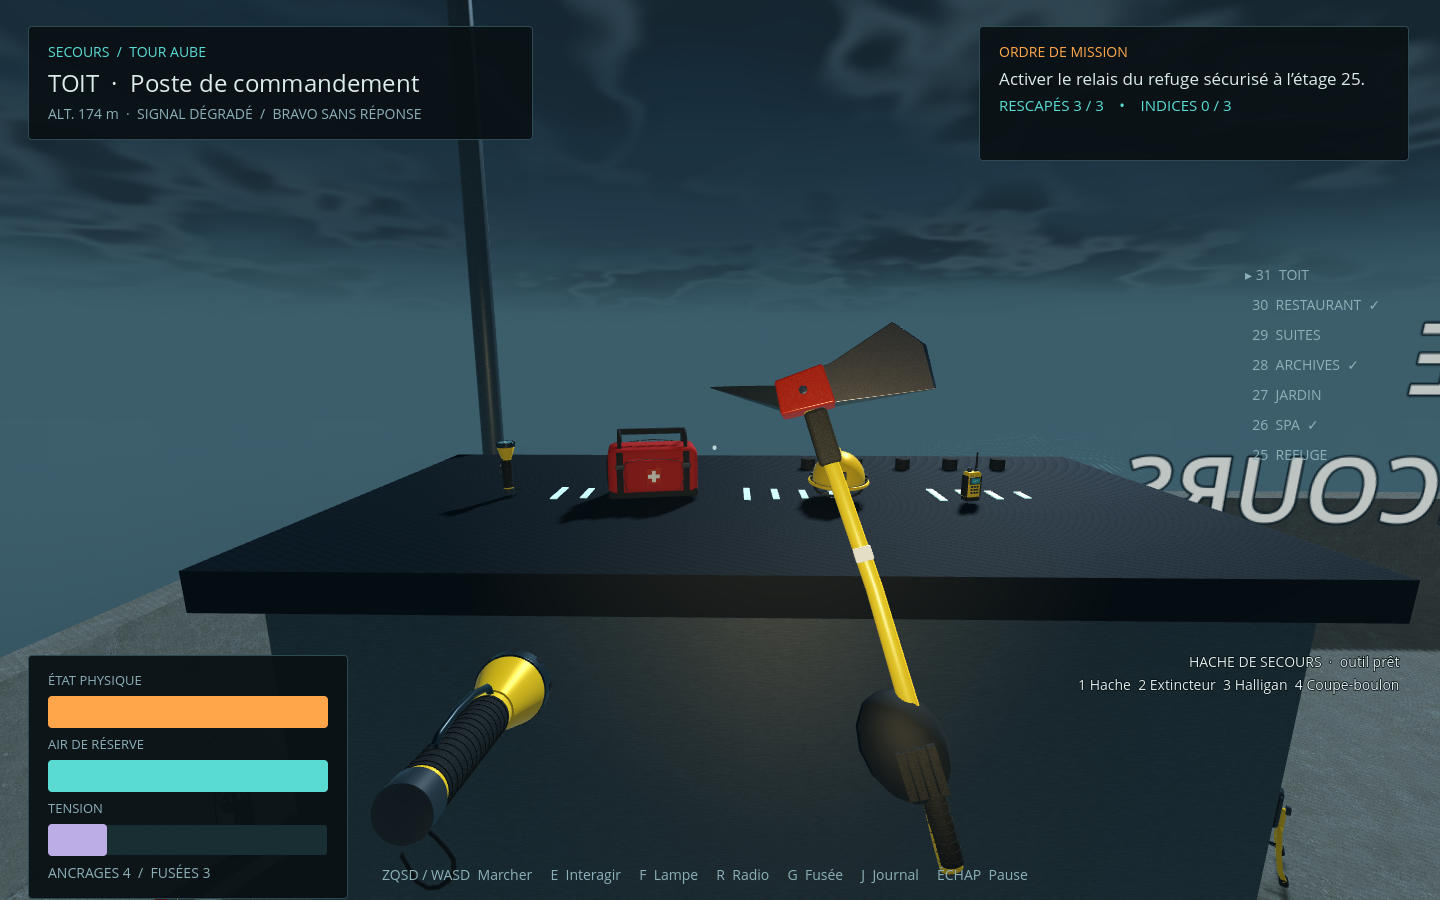 SECOURS / TOUR AUBE
TOIT · Poste de commandement
ALT. 174 m · SIGNAL DÉGRADÉ / BRAVO SANS RÉPONSE
ORDRE DE MISSION
Activer le relais du refuge sécurisé à l’étage 25.
RESCAPÉS 3 / 3 • INDICES 0 / 3
▸ 31 TOIT
30 RESTAURANT ✓
29 SUITES
28 ARCHIVES ✓
27 JARDIN
26 SPA ✓
25 REFUGE
HACHE DE SECOURS · outil prêt
1 Hache 2 Extincteur 3 Halligan 4 Coupe-boulon
ÉTAT PHYSIQUE
AIR DE RÉSERVE
TENSION
ANCRAGES 4 / FUSÉES 3
ZQSD / WASD Marcher E Interagir F Lampe R Radio G Fusée J Journal ÉCHAP Pause